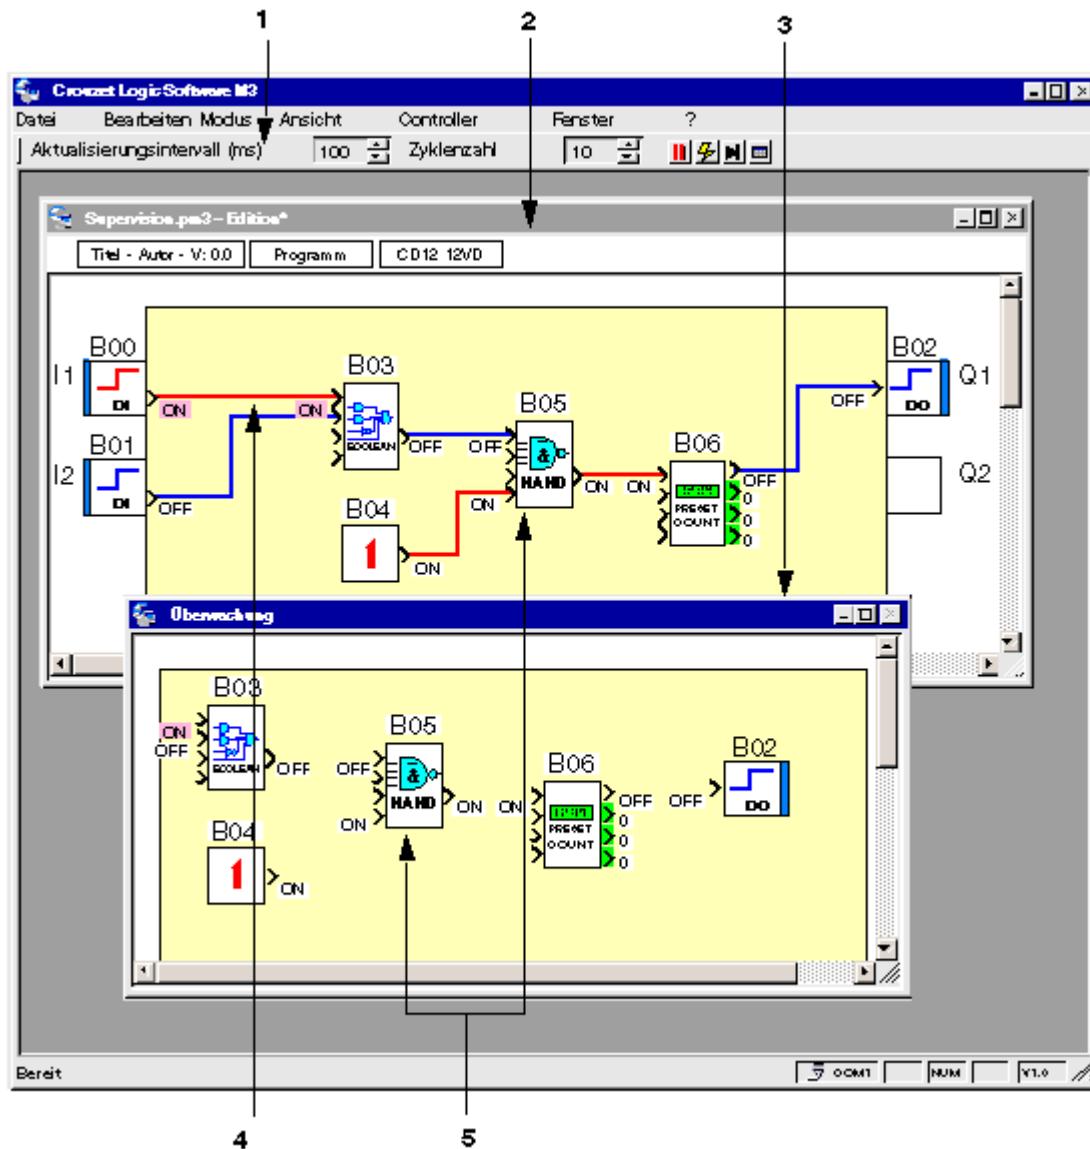 1 2 3
Crouzet Logic Software M3
Datei Bearbeiten Modus Ansicht Controller Fenster ?
Aktualisierungsintervall (ms) 100 Zyklenzahl 10
Supervision.pm3 - Edition*
Titel - Autor - V: 0.0 Programm CD12 12VD
B00 B03 B02
I1 DI ON ON BOOLEAN OFF DO Q1
B05
B01 OFF OFF & B06
I2 DI OFF NAND ON ON OFF Q2
B04 ON PRESET COUNT 0
1 ON 0
0
Überwachung
B03
ON B05
OFF BOOLEAN OFF OFF & B06 B02
NAND ON ON OFF OFF DO
B04 ON PRESET COUNT 0
0
1 ON 0
Bereit COM1 NUM V1.0
4 5